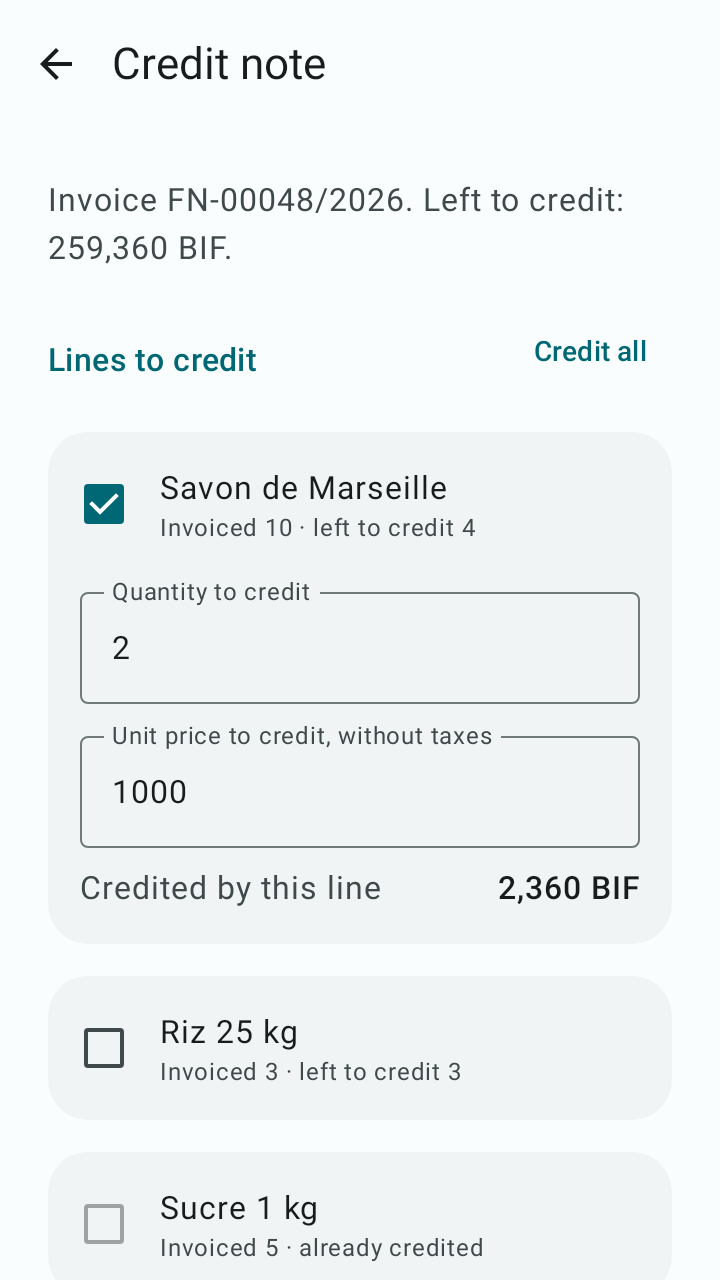 Credit note
Invoice FN-00048/2026. Left to credit:
259,360 BIF.
Lines to credit
Credit all
Savon de Marseille
Invoiced 10 · left to credit 4
Quantity to credit
2
Unit price to credit, without taxes
1000
Credited by this line
2,360 BIF
Riz 25 kg
Invoiced 3 · left to credit 3
Sucre 1 kg
Invoiced 5 · already credited